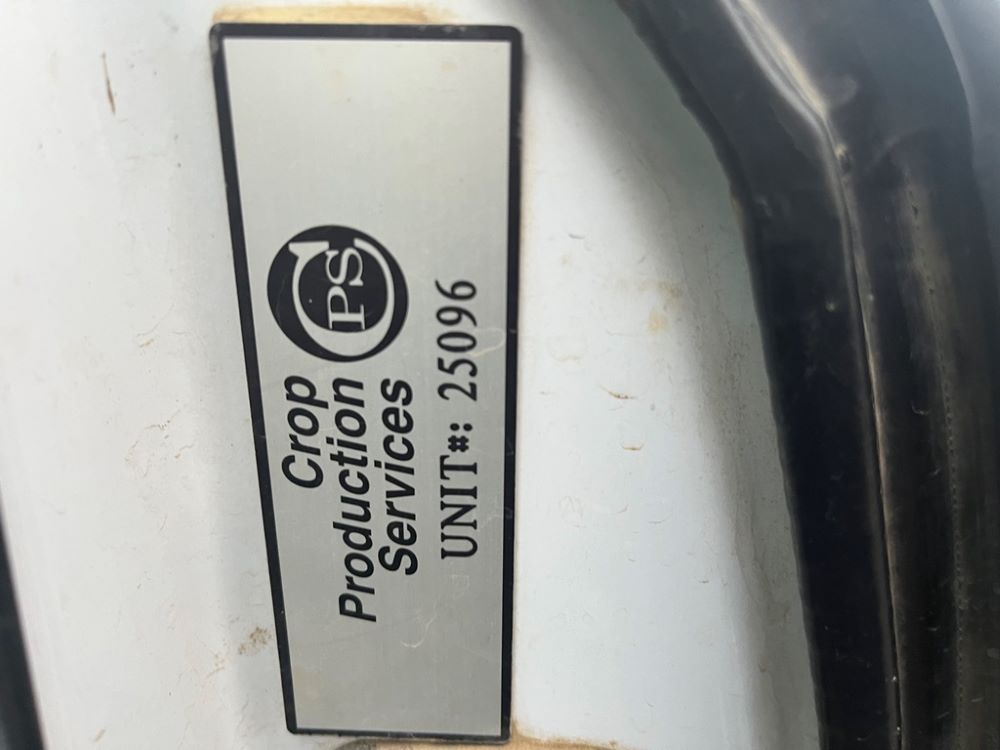 Crop
Production
Services
CPS
UNIT#: 25096